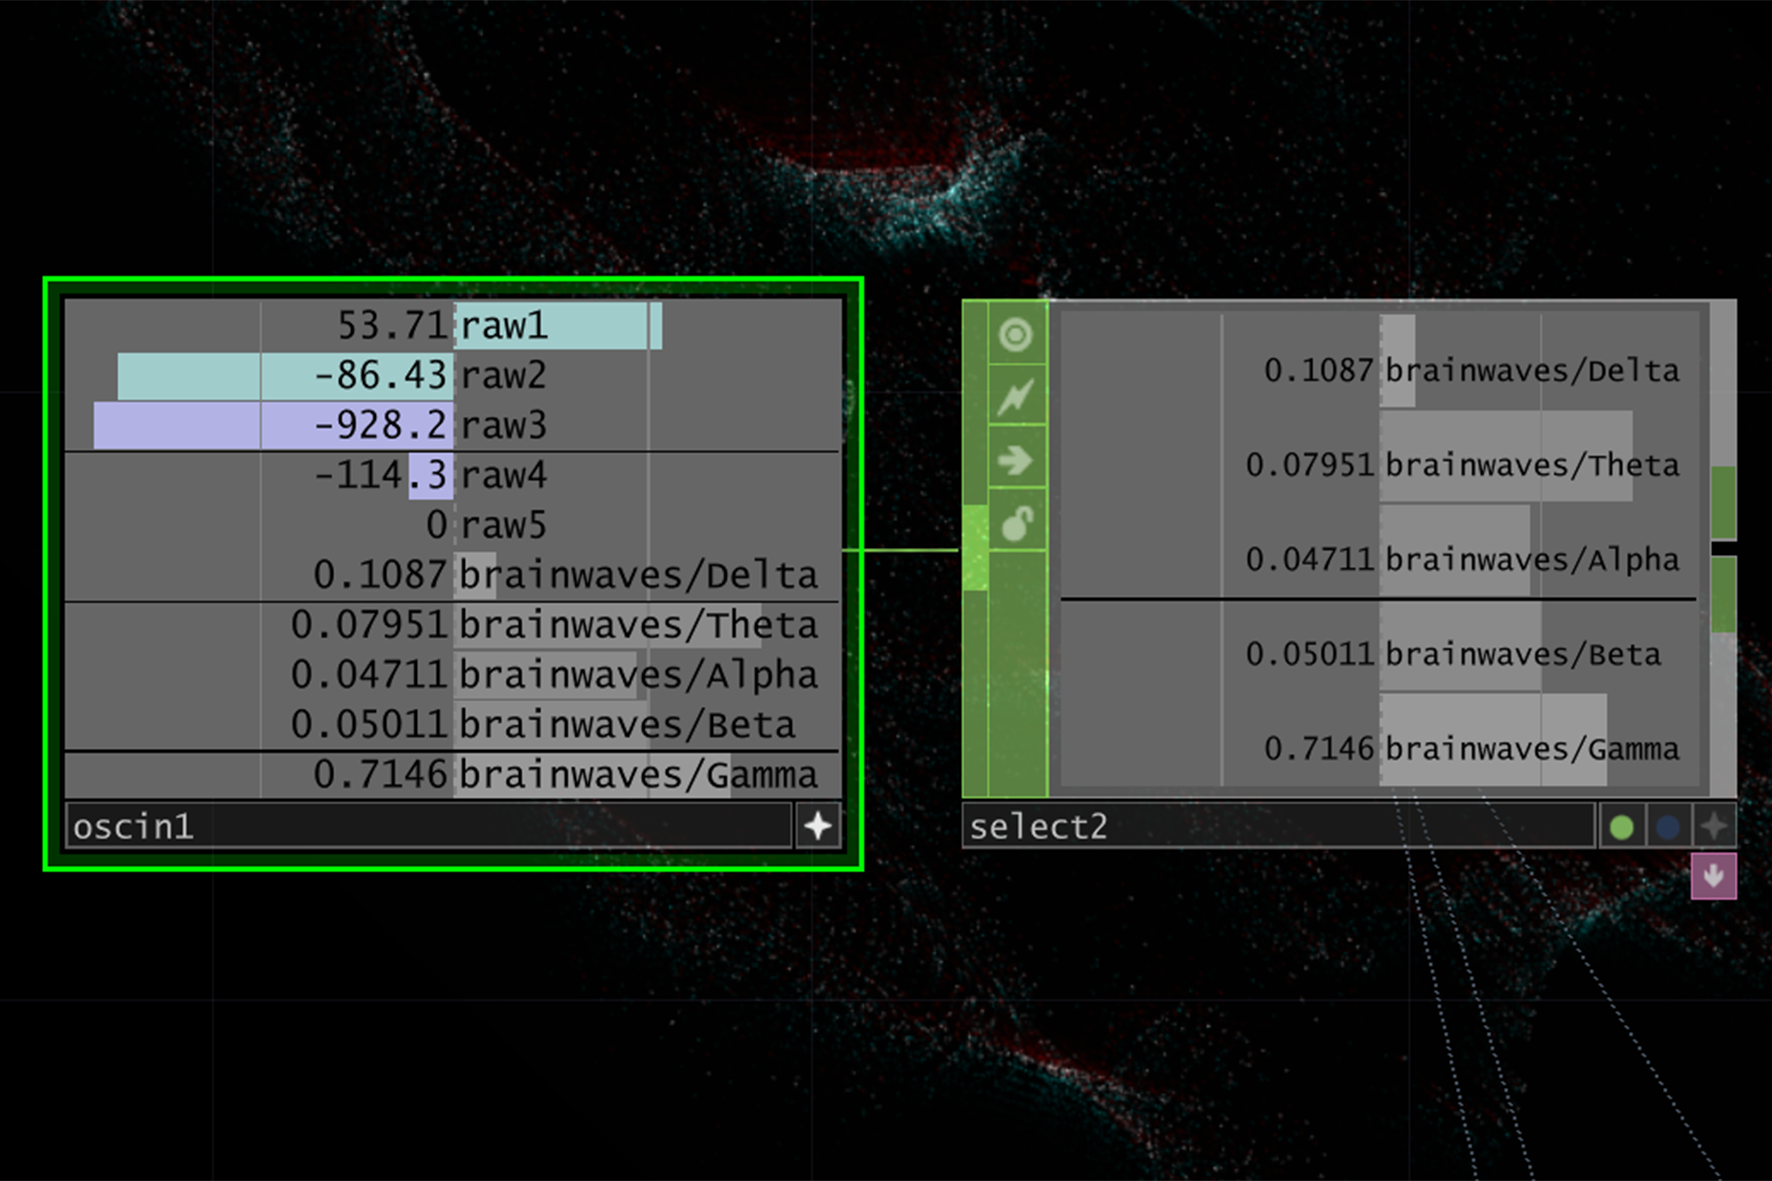 53.71 raw1
-86.43 raw2
-928.2 raw3
-114.3 raw4
0 raw5
0.1087 brainwaves/Delta
0.07951 brainwaves/Theta
0.04711 brainwaves/Alpha
0.05011 brainwaves/Beta
0.7146 brainwaves/Gamma
oscin1
0.1087 brainwaves/Delta
0.07951 brainwaves/Theta
0.04711 brainwaves/Alpha
0.05011 brainwaves/Beta
0.7146 brainwaves/Gamma
select2